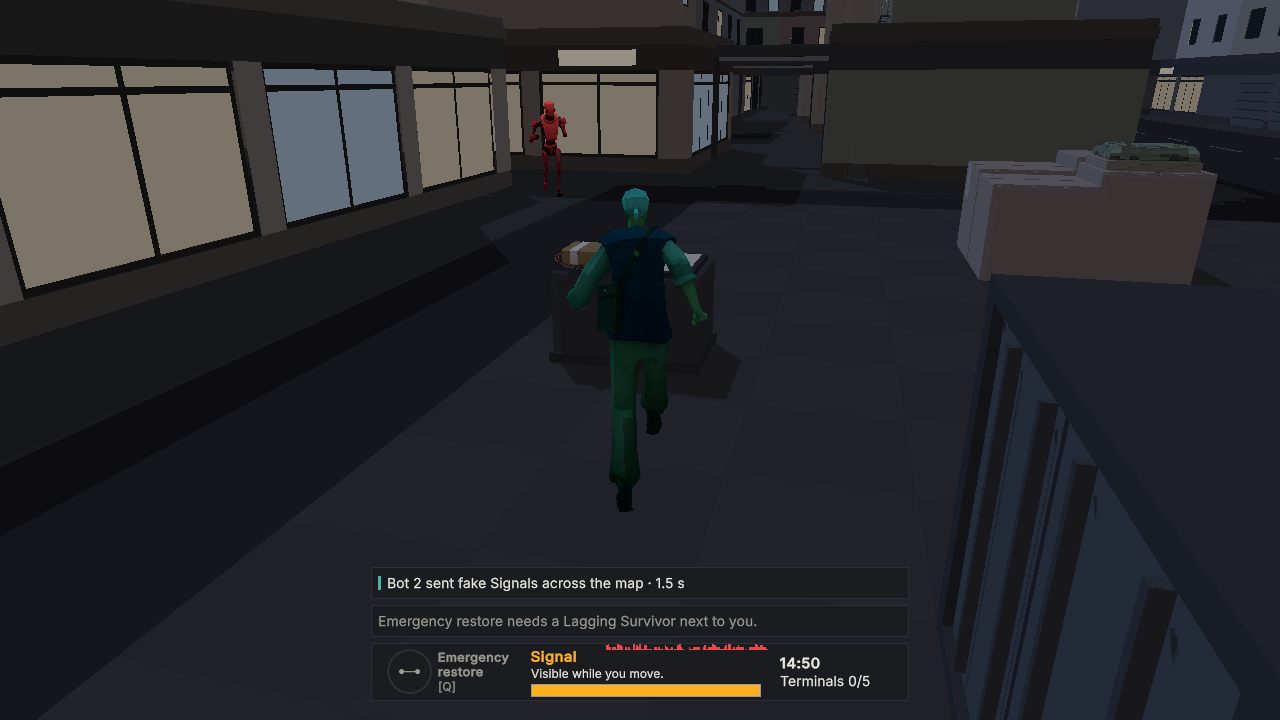 Bot 2 sent fake Signals across the map · 1.5 s
Emergency restore needs a Lagging Survivor next to you.
Emergency
restore
[Q]
Signal
Visible while you move.
14:50
Terminals 0/5